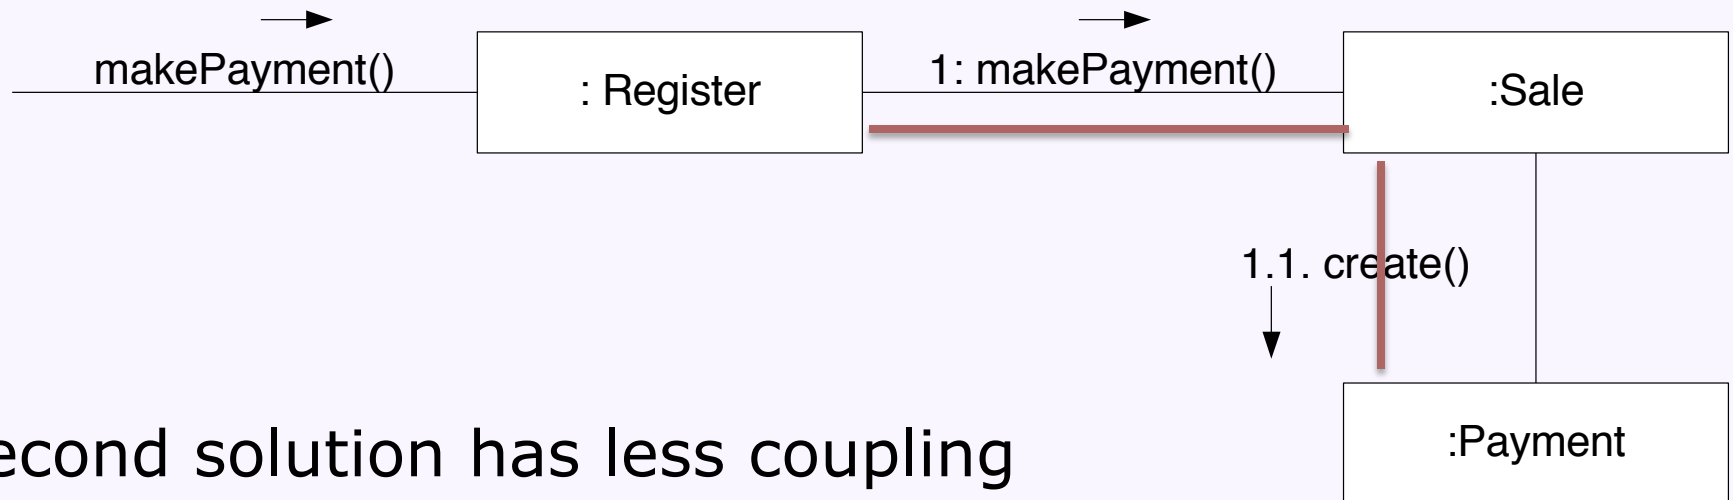 makePayment()
: Register
1: makePayment()
:Sale
1.1. create()
:Payment
econd solution has less coupling